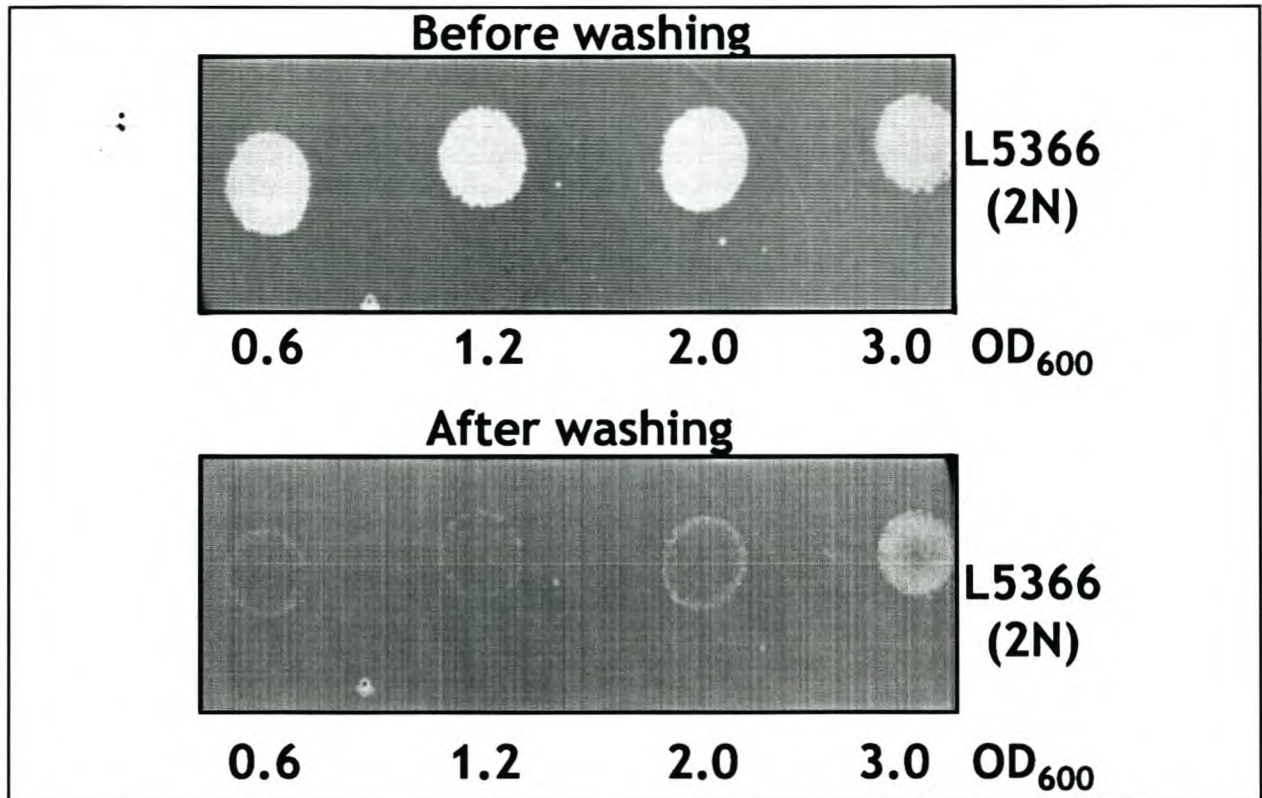 Before washing
L5366
(2N)
0.6 1.2 2.0 3.0 OD₆₀₀
After washing
L5366
(2N)
0.6 1.2 2.0 3.0 OD₆₀₀